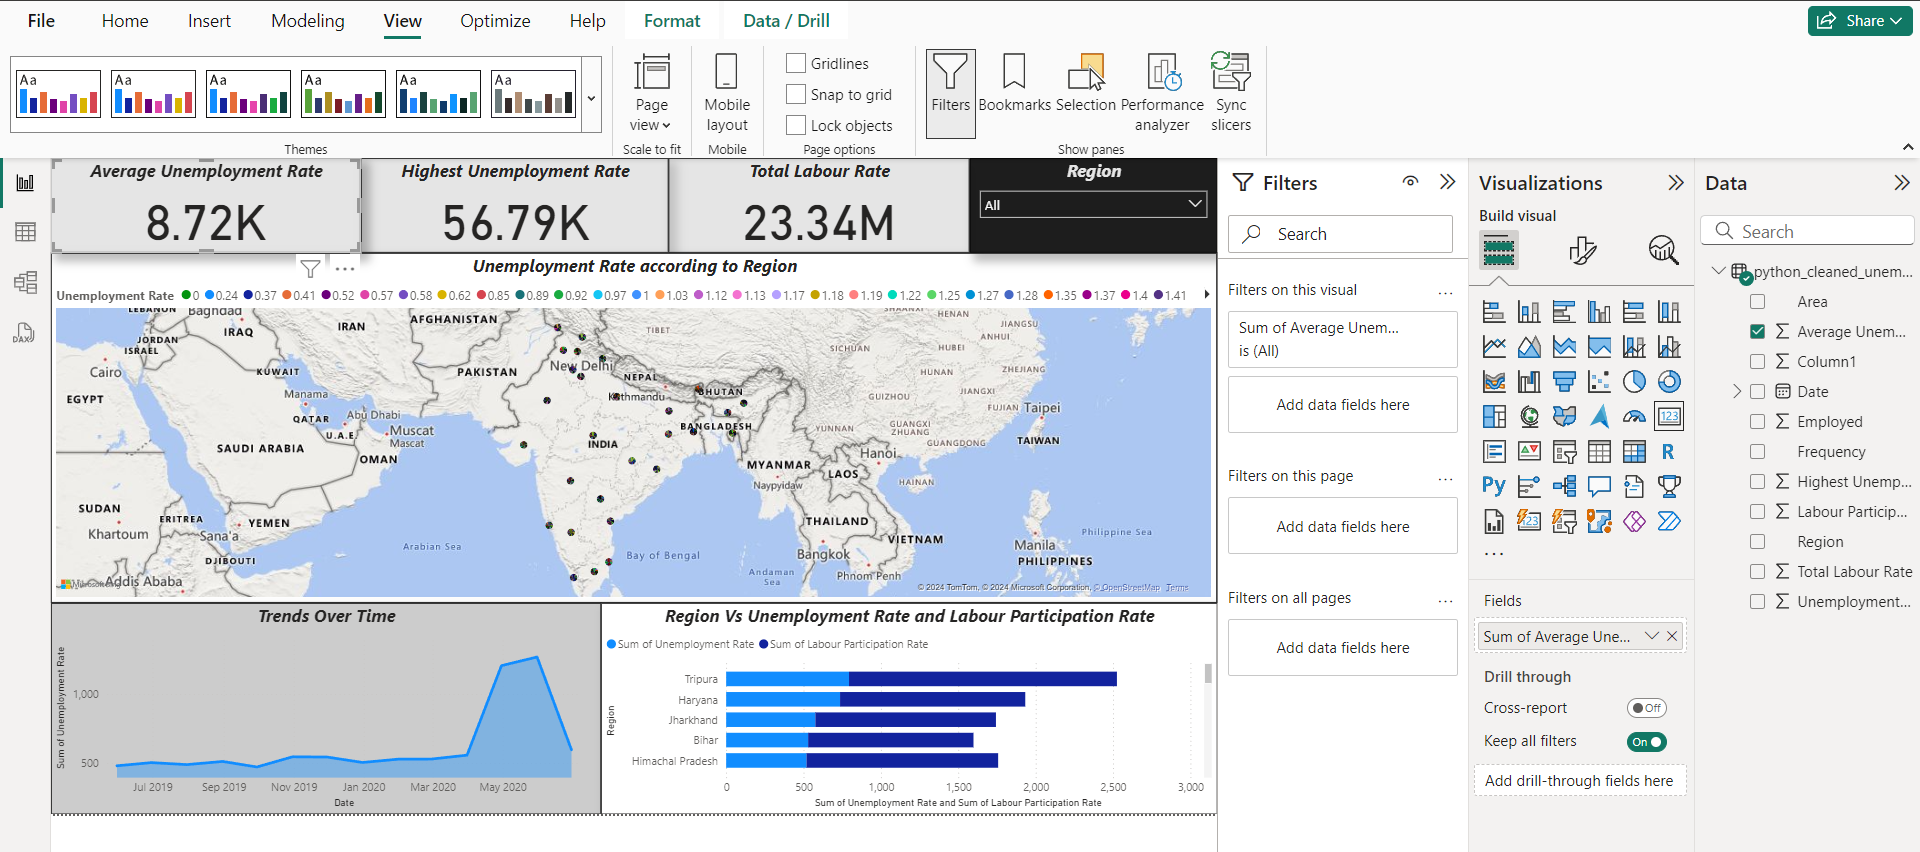 File Home Insert Modeling View Optimize Help Format Data / Drill Share
Aa Aa Aa Aa Aa Aa
Page view
Mobile layout
Gridlines
Snap to grid
Lock objects
Filters Bookmarks Selection Performance analyzer Sync slicers
Themes Scale to fit Mobile Page options Show panes
Average Unemployment Rate
8.72K
Highest Unemployment Rate
56.79K
Total Labour Rate
23.34M
Region
All
Unemployment Rate according to Region
Unemployment Rate 0 0.24 0.37 0.41 0.52 0.57 0.58 0.62 0.85 0.89 0.92 0.97 1 1.03 1.12 1.13 1.17 1.18 1.19 1.22 1.25 1.27 1.28 1.35 1.37 1.4 1.41
LEBANON
Baghdad
IRAQ
IRAN
AFGHANISTAN
TIBET
SHAANXI
HENAN
JIANGSU
ANHUI
JORDAN
ISRAEL
SICHUAN
HUBEI
Cairo
KUWAIT
PAKISTAN
New Delhi
NEPAL
Kathmandu
BHUTAN
HUNAN
ZHEJIANG
JIANGXI
EGYPT
Manama
QATAR
Abu Dhabi
U.A.E.
Muscat
Mascat
GUIZHOU
FUJIAN
Taipei
SAUDI ARABIA
OMAN
INDIA
BANGLADESH
YUNNAN
GUANGXI
ZHUANG
GUANGDONG
TAIWAN
MYANMAR
Naypyidaw
LAOS
Hanoi
HAINAN
SUDAN
Khartoum
ERITREA
Sana'a
YEMEN
DJIBOUTI
Arabian Sea
Bay of Bengal
THAILAND
Bangkok
VIETNAM
Manila
PHILIPPINES
Philippine Sea
Addis Ababa
Andaman
Sea
Phnom Penh
© 2024 TomTom, © 2024 Microsoft Corporation, © OpenStreetMap Terms
Trends Over Time
Sum of Unemployment Rate
1,000
500
Jul 2019 Sep 2019 Nov 2019 Jan 2020 Mar 2020 May 2020
Date
Region Vs Unemployment Rate and Labour Participation Rate
Sum of Unemployment Rate Sum of Labour Participation Rate
Region
Tripura
Haryana
Jharkhand
Bihar
Himachal Pradesh
0 500 1,000 1,500 2,000 2,500 3,000
Sum of Unemployment Rate and Sum of Labour Participation Rate
Filters
Search
Filters on this visual ...
Sum of Average Unem...
is (All)
Add data fields here
Filters on this page ...
Add data fields here
Filters on all pages ...
Add data fields here
Visualizations
Build visual
123
R
Py
123
...
Fields
Sum of Average Une...
Drill through
Cross-report Off
Keep all filters On
Add drill-through fields here
Data
Search
python_cleaned_unem...
Area
Average Unem...
Column1
Date
Employed
Frequency
Highest Unemp...
Labour Particip...
Region
Total Labour Rate
Unemployment...
DAX